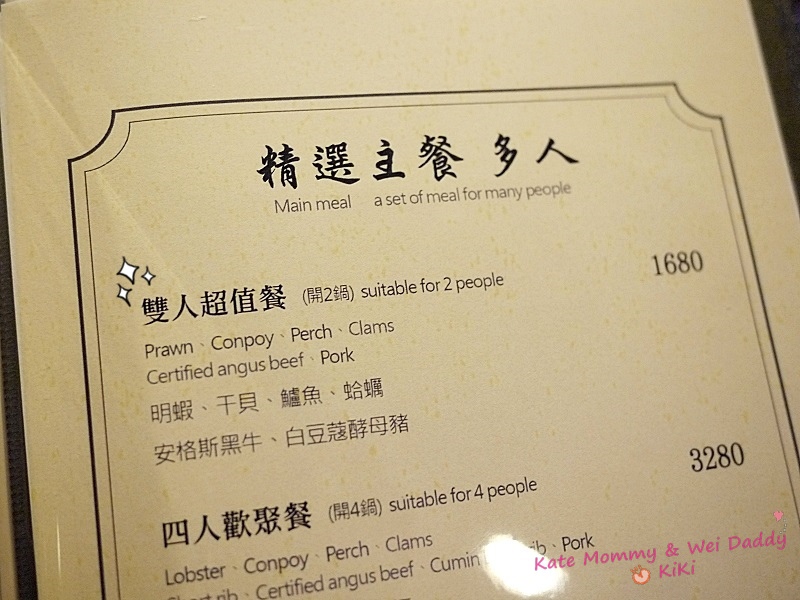 精選主餐 多人
Main meal a set of meal for many people
雙人超值餐 (開2鍋) suitable for 2 people 1680
Prawn、Conpoy、Perch、Clams
Certified angus beef、Pork
明蝦、干貝、鱸魚、蛤蠣
安格斯黑牛、白豆蔻酵母豬
四人歡聚餐 (開4鍋) suitable for 4 people 3280
Lobster、Conpoy、Perch、Clams
Short rib、Certified angus beef、Cumin rib、Pork
Kate Mommy & Wei Daddy
KiKi